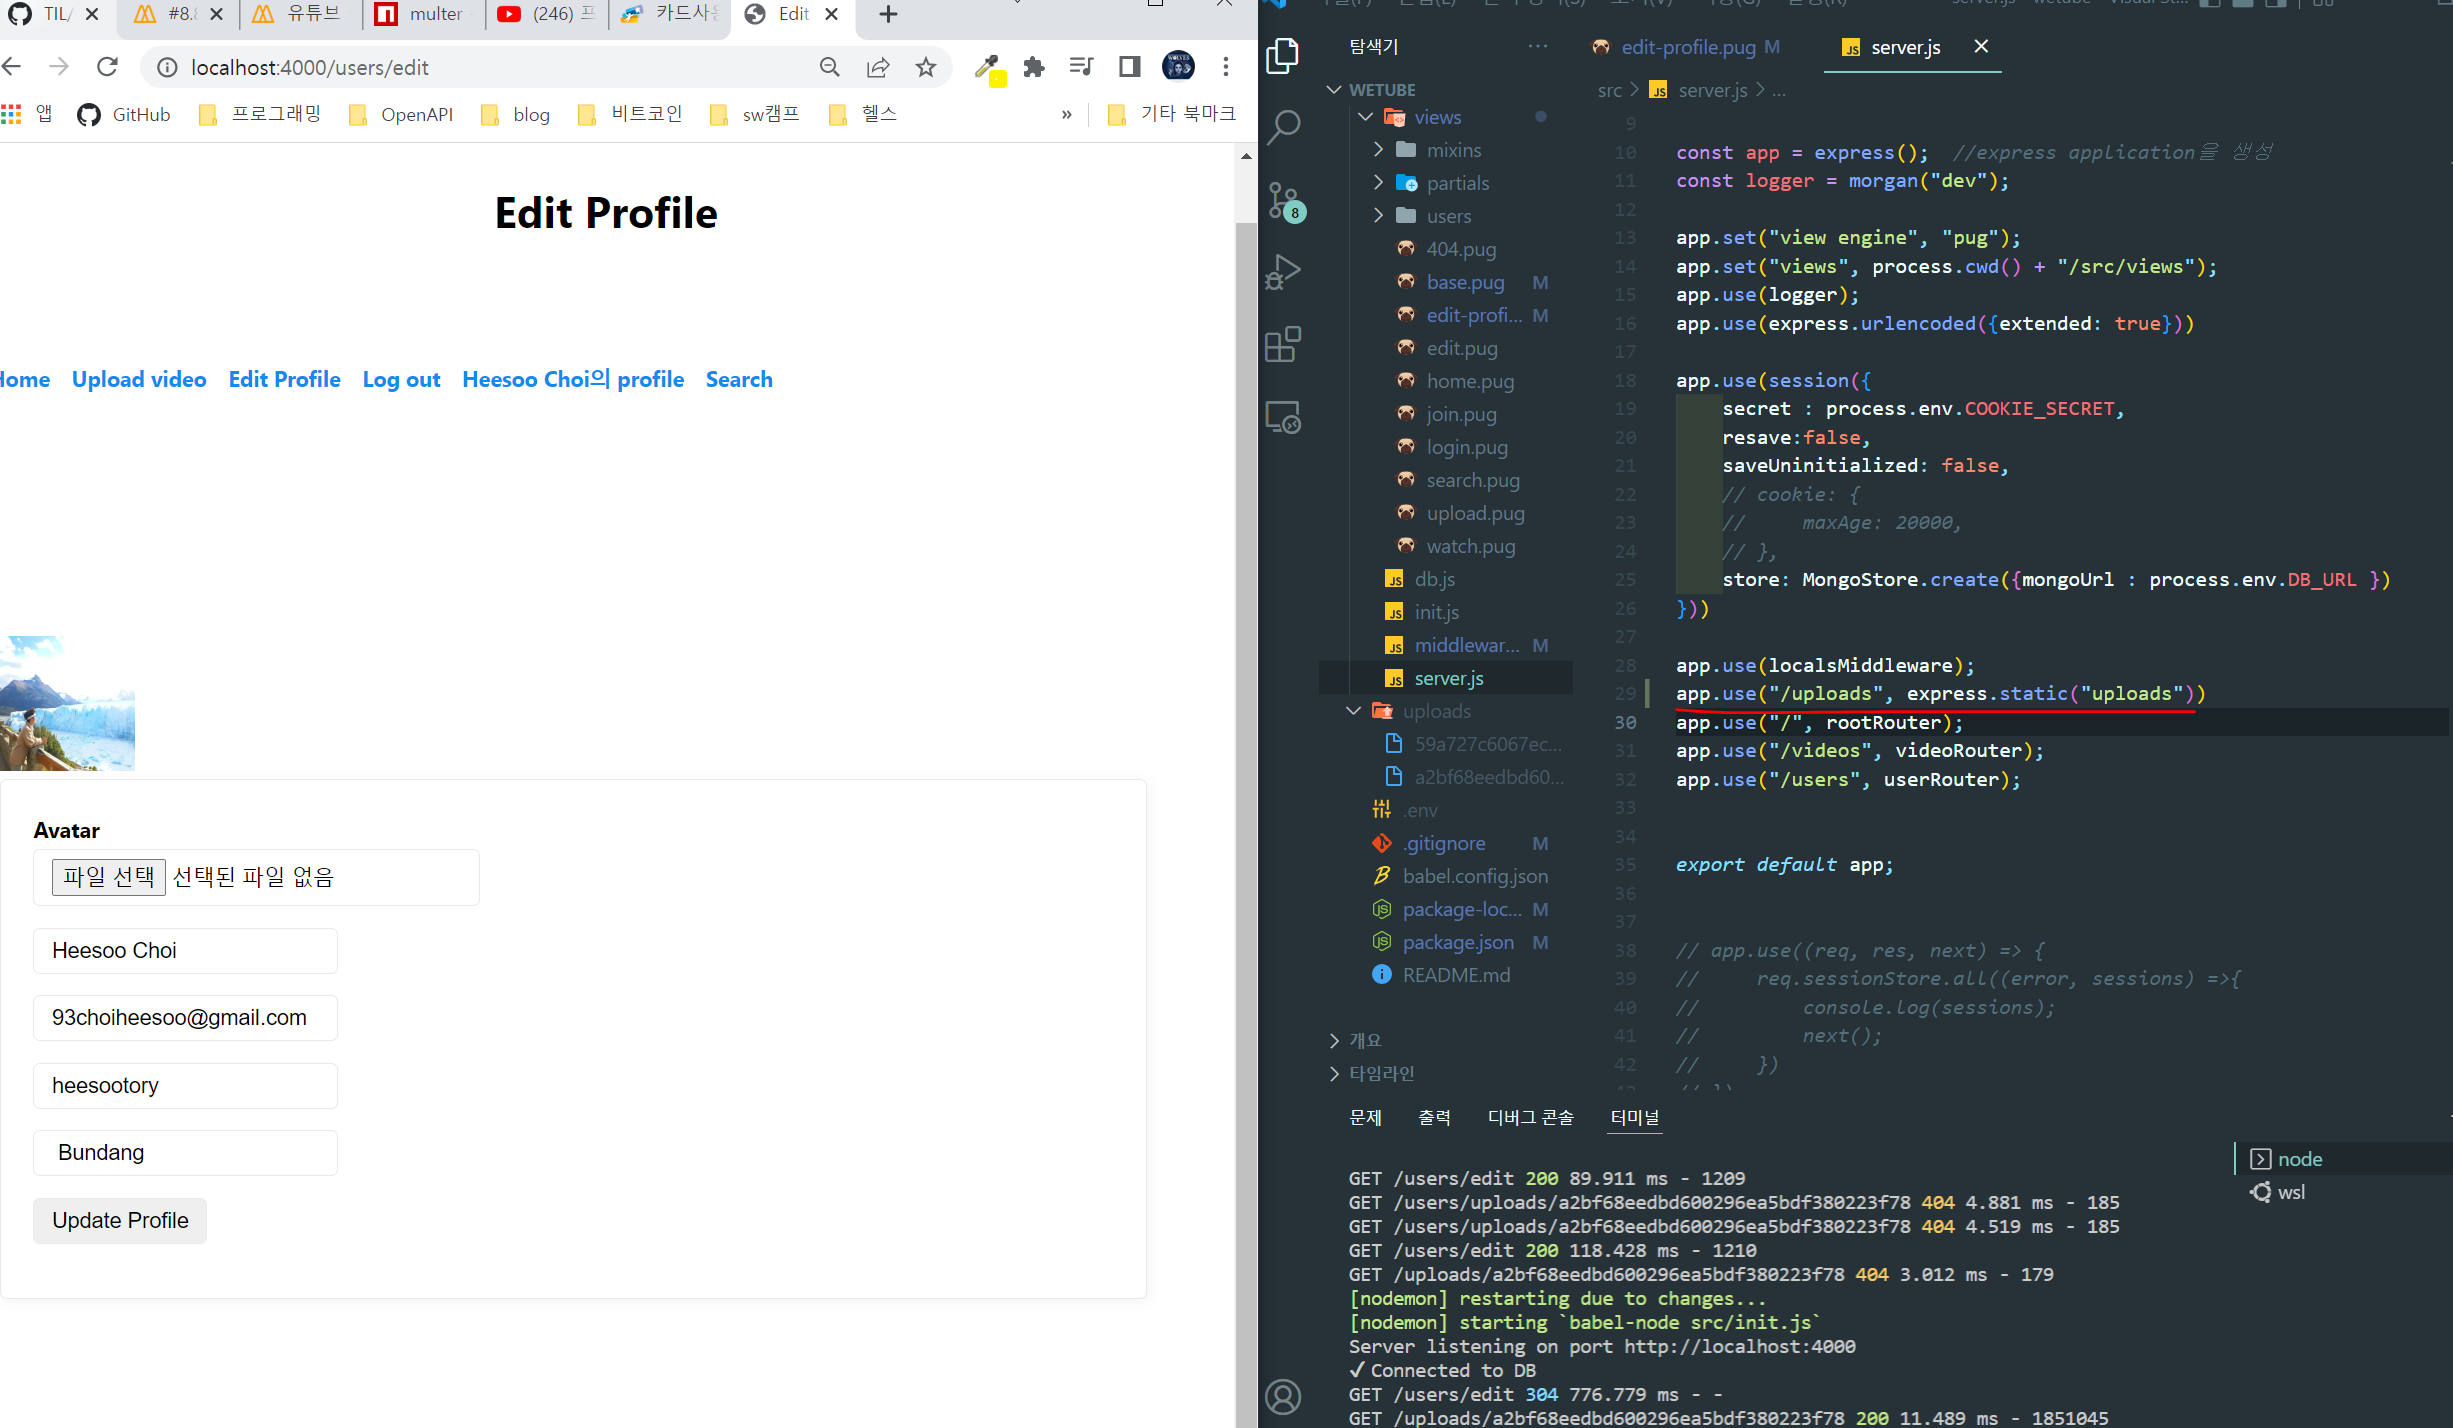 TIL/
#8.8
유튜브
multer
(246) 프
카드사용
Edit
localhost:4000/users/edit
앱
GitHub
프로그래밍
OpenAPI
blog
비트코인
sw캠프
헬스
»
기타 북마크
Edit Profile
Home Upload video Edit Profile Log out Heesoo Choi의 profile Search
Avatar
파일 선택 선택된 파일 없음
Heesoo Choi
93choiheesoo@gmail.com
heesootory
Bundang
Update Profile
탐색기
8
WETUBE
views
mixins
partials
users
404.pug
base.pug M
edit-profi... M
edit.pug
home.pug
join.pug
login.pug
search.pug
upload.pug
watch.pug
db.js
init.js
middlewar... M
server.js
uploads
59a727c6067ec...
a2bf68eedbd60...
.env
.gitignore M
babel.config.json
package-loc... M
package.json M
README.md
개요
타임라인
edit-profile.pug M
server.js
src > server.js > ...
9
10 const app = express(); //express application을 생성
11 const logger = morgan("dev");
12
13 app.set("view engine", "pug");
14 app.set("views", process.cwd() + "/src/views");
15 app.use(logger);
16 app.use(express.urlencoded({extended: true}))
17
18 app.use(session({
19 secret : process.env.COOKIE_SECRET,
20 resave:false,
21 saveUninitialized: false,
22 // cookie: {
23 // maxAge: 20000,
24 // },
25 store: MongoStore.create({mongoUrl : process.env.DB_URL })
26 }))
27
28 app.use(localsMiddleware);
29 app.use("/uploads", express.static("uploads"))
30 app.use("/", rootRouter);
31 app.use("/videos", videoRouter);
32 app.use("/users", userRouter);
33
34
35 export default app;
36
37
38 // app.use((req, res, next) => {
39 // req.sessionStore.all((error, sessions) =>{
40 // console.log(sessions);
41 // next();
42 // })
문제 출력 디버그 콘솔 터미널
GET /users/edit 200 89.911 ms - 1209
GET /users/uploads/a2bf68eedbd600296ea5bdf380223f78 404 4.881 ms - 185
GET /users/uploads/a2bf68eedbd600296ea5bdf380223f78 404 4.519 ms - 185
GET /users/edit 200 118.428 ms - 1210
GET /uploads/a2bf68eedbd600296ea5bdf380223f78 404 3.012 ms - 179
[nodemon] restarting due to changes...
[nodemon] starting `babel-node src/init.js`
Server listening on port http://localhost:4000
✓ Connected to DB
GET /users/edit 304 776.779 ms - -
GET /uploads/a2bf68eedbd600296ea5bdf380223f78 200 11.489 ms - 1851045
node
wsl